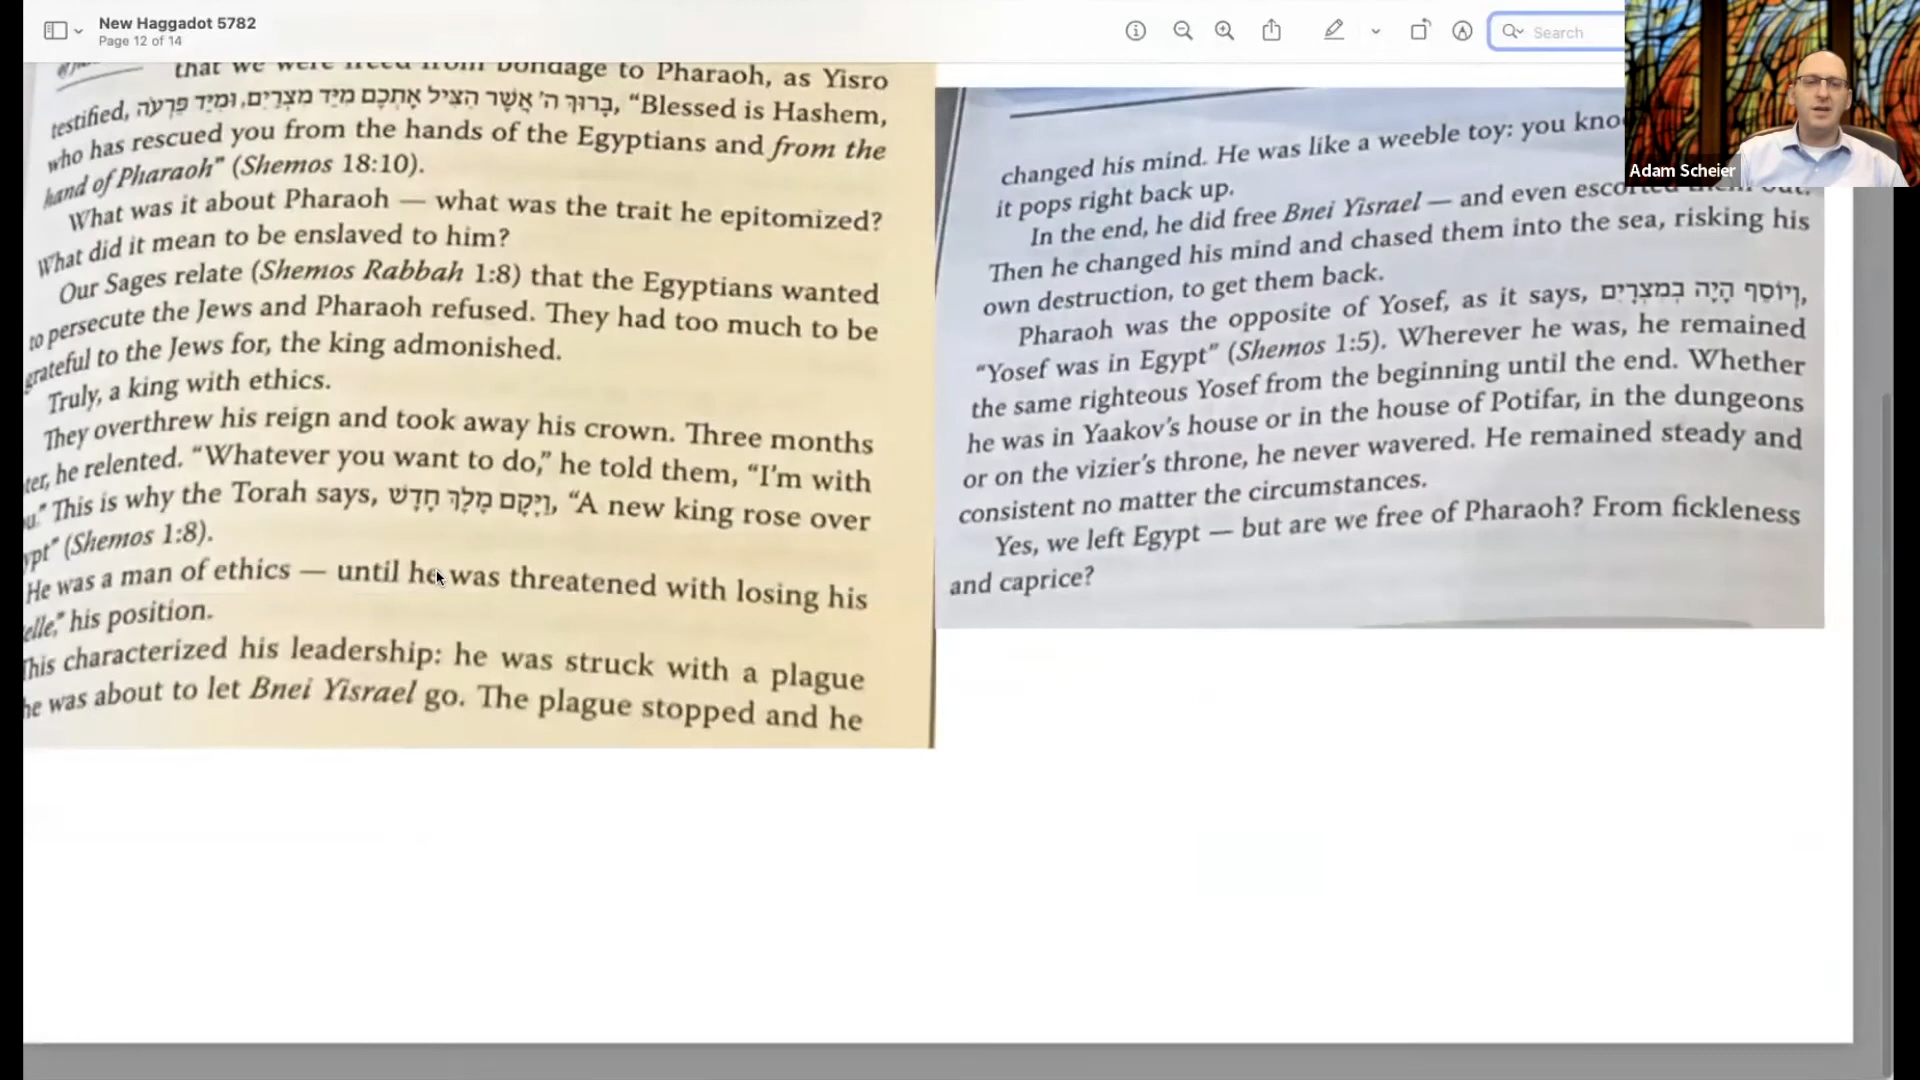 New Haggadot 5782
Page 12 of 14
Search
Adam Scheier
that we were freed from bondage to Pharaoh, as Yisro
testified, בָּרוּךְ ה' אֲשֶׁר הִצִּיל אֶתְכֶם מִיַּד מִצְרַיִם, וּמִיַּד פַּרְעֹה, “Blessed is Hashem,
who has rescued you from the hands of the Egyptians and from the
hand of Pharaoh” (Shemos 18:10).
What was it about Pharaoh — what was the trait he epitomized?
What did it mean to be enslaved to him?
Our Sages relate (Shemos Rabbah 1:8) that the Egyptians wanted
to persecute the Jews and Pharaoh refused. They had too much to be
grateful to the Jews for, the king admonished.
Truly, a king with ethics.
They overthrew his reign and took away his crown. Three months
ter, he relented. “Whatever you want to do,” he told them, “I’m with
u.” This is why the Torah says, וַיָּקָם מֶלֶךְ חָדָשׁ, “A new king rose over
ypt” (Shemos 1:8).
He was a man of ethics — until he was threatened with losing his
elle,” his position.
This characterized his leadership: he was struck with a plague
he was about to let Bnei Yisrael go. The plague stopped and he
changed his mind. He was like a weeble toy: you kno
it pops right back up.
In the end, he did free Bnei Yisrael — and even escorted them out.
Then he changed his mind and chased them into the sea, risking his
own destruction, to get them back.
Pharaoh was the opposite of Yosef, as it says, וְיוֹסֵף הָיָה בְמִצְרָיִם,
“Yosef was in Egypt” (Shemos 1:5). Wherever he was, he remained
the same righteous Yosef from the beginning until the end. Whether
he was in Yaakov’s house or in the house of Potifar, in the dungeons
or on the vizier’s throne, he never wavered. He remained steady and
consistent no matter the circumstances.
Yes, we left Egypt — but are we free of Pharaoh? From fickleness
and caprice?